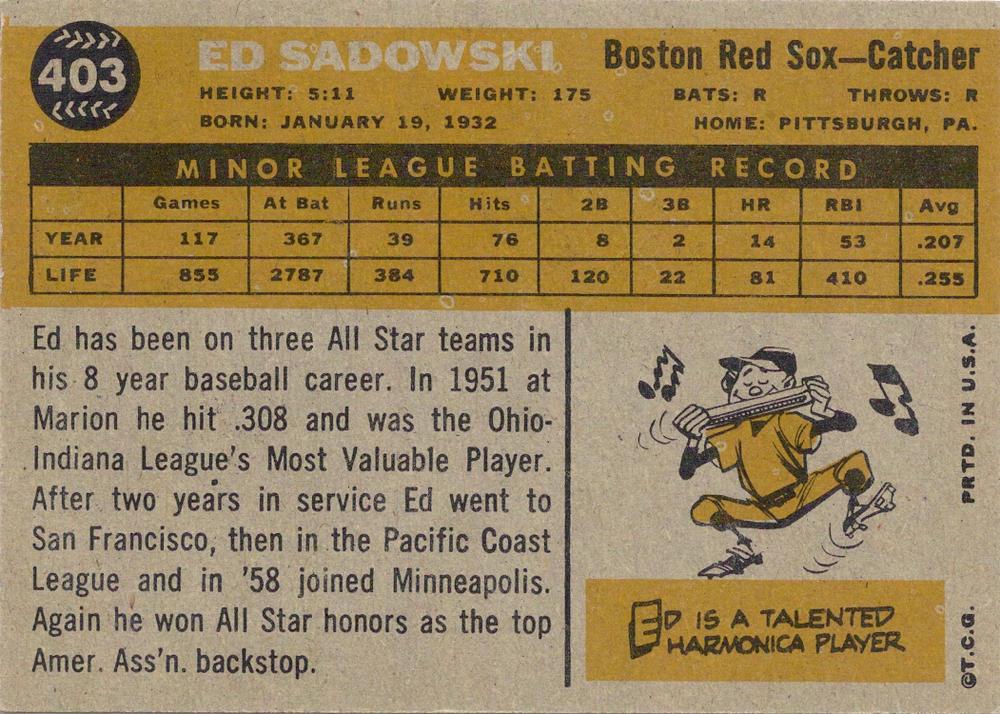 403
ED SADOWSKI
Boston Red Sox—Catcher
HEIGHT: 5:11 WEIGHT: 175 BATS: R THROWS: R
BORN: JANUARY 19, 1932 HOME: PITTSBURGH, PA.
MINOR LEAGUE BATTING RECORD
Games At Bat Runs Hits 2B 3B HR RBI Avg
YEAR 117 367 39 76 8 2 14 53 .207
LIFE 855 2787 384 710 120 22 81 410 .255
Ed has been on three All Star teams in
his 8 year baseball career. In 1951 at
Marion he hit .308 and was the Ohio-
Indiana League's Most Valuable Player.
After two years in service Ed went to
San Francisco, then in the Pacific Coast
League and in '58 joined Minneapolis.
Again he won All Star honors as the top
Amer. Ass'n. backstop.
ED IS A TALENTED
HARMONICA PLAYER
©T.C.G. PRTD. IN U.S.A.